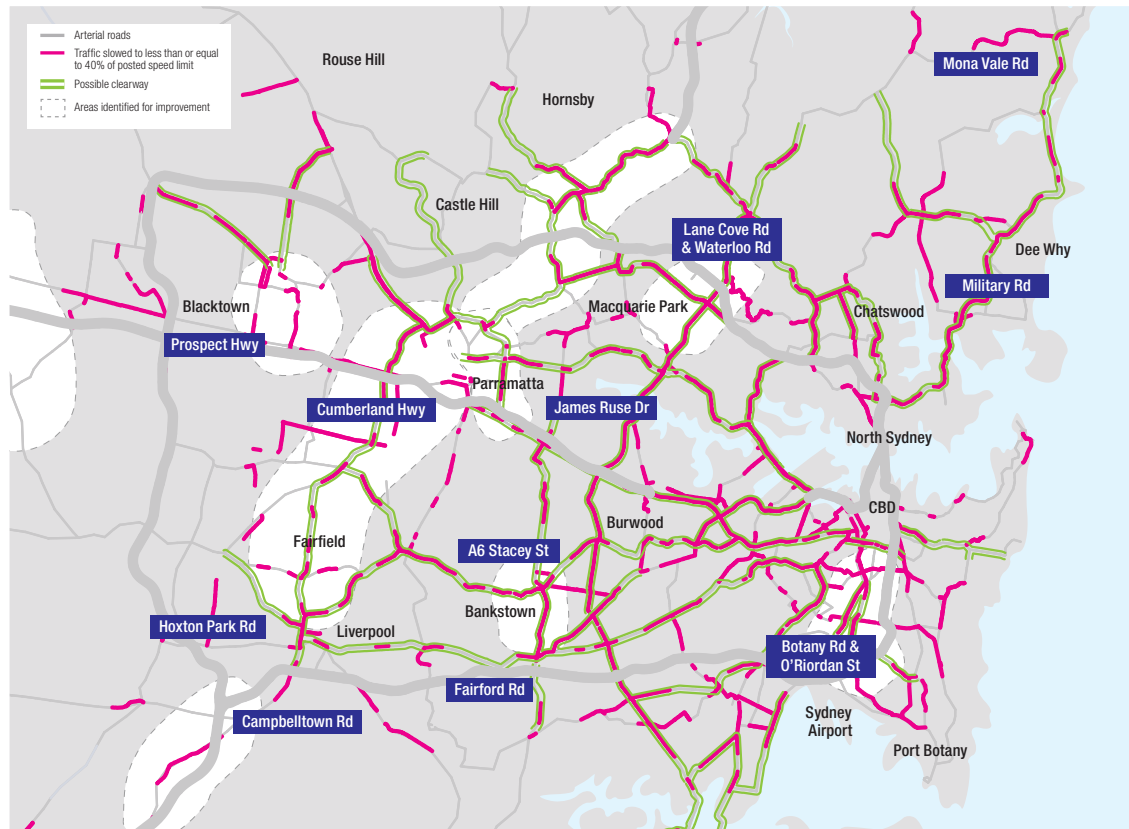 Arterial roads
Traffic slowed to less than or equal
to 40% of posted speed limit
Possible clearway
Areas identified for improvement
Rouse Hill
Mona Vale Rd
Hornsby
Castle Hill
Lane Cove Rd
& Waterloo Rd
Dee Why
Military Rd
Blacktown
Macquarie Park
Chatswood
Prospect Hwy
Parramatta
Cumberland Hwy
James Ruse Dr
North Sydney
CBD
Burwood
Fairfield
A6 Stacey St
Bankstown
Hoxton Park Rd
Liverpool
Botany Rd &
O'Riordan St
Fairford Rd
Campbelltown Rd
Sydney
Airport
Port Botany